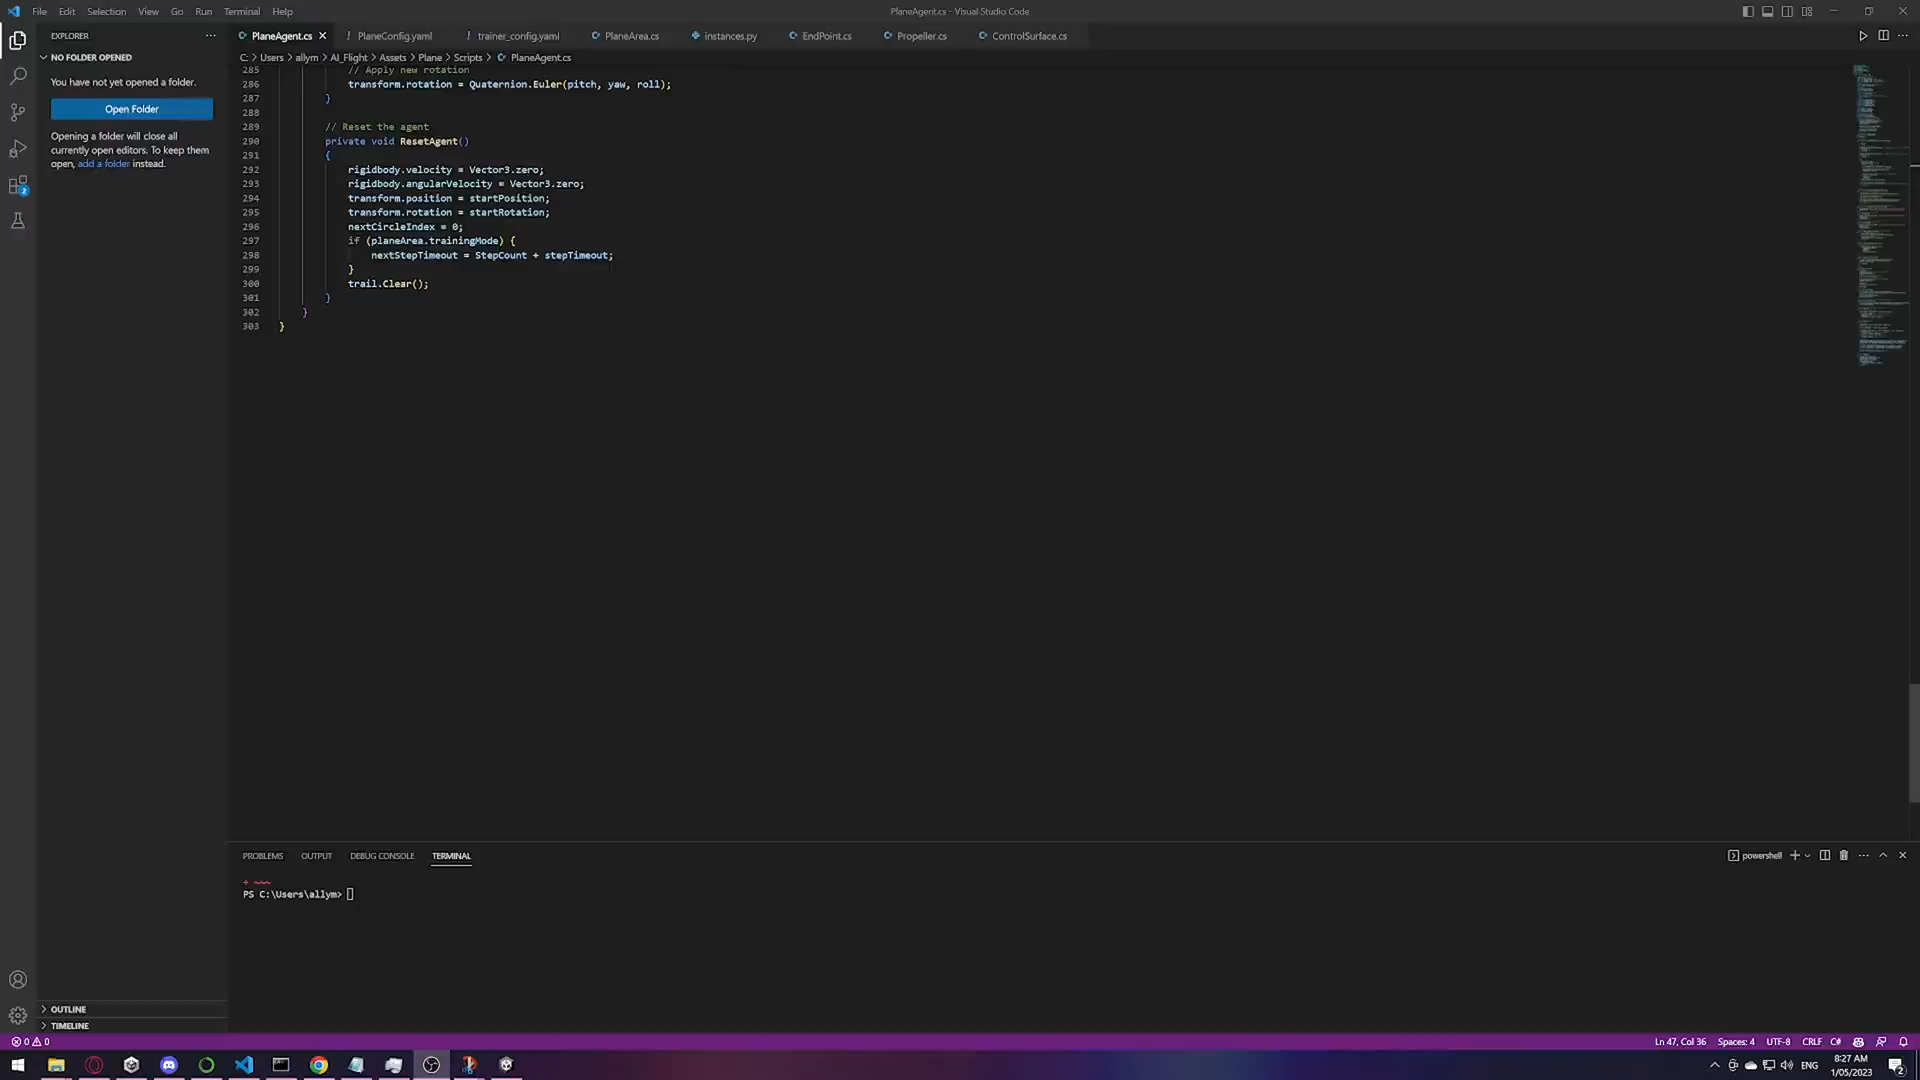 File Edit Selection View Go Run Terminal Help
PlaneAgent.cs - Visual Studio Code
EXPLORER
NO FOLDER OPENED
You have not yet opened a folder.
Open Folder
Opening a folder will close all
currently open editors. To keep them
open, add a folder instead.
OUTLINE
TIMELINE
PlaneAgent.cs
! PlaneConfig.yaml
! trainer_config.yaml
PlaneArea.cs
instances.py
EndPoint.cs
Propeller.cs
ControlSurface.cs
C: > Users > allym > AI_Flight > Assets > Plane > Scripts > PlaneAgent.cs
285 // Apply new rotation
286 transform.rotation = Quaternion.Euler(pitch, yaw, roll);
287 }
288
289 // Reset the agent
290 private void ResetAgent()
291 {
292 rigidbody.velocity = Vector3.zero;
293 rigidbody.angularVelocity = Vector3.zero;
294 transform.position = startPosition;
295 transform.rotation = startRotation;
296 nextCircleIndex = 0;
297 if (planeArea.trainingMode) {
298 nextStepTimeout = StepCount + stepTimeout;
299 }
300 trail.Clear();
301 }
302 }
303 }
PROBLEMS OUTPUT DEBUG CONSOLE TERMINAL
powershell
+ ~~~
PS C:\Users\allym>
0 0
Ln 47, Col 36 Spaces: 4 UTF-8 CRLF C#
ENG
8:27 AM
1/05/2023
2
2